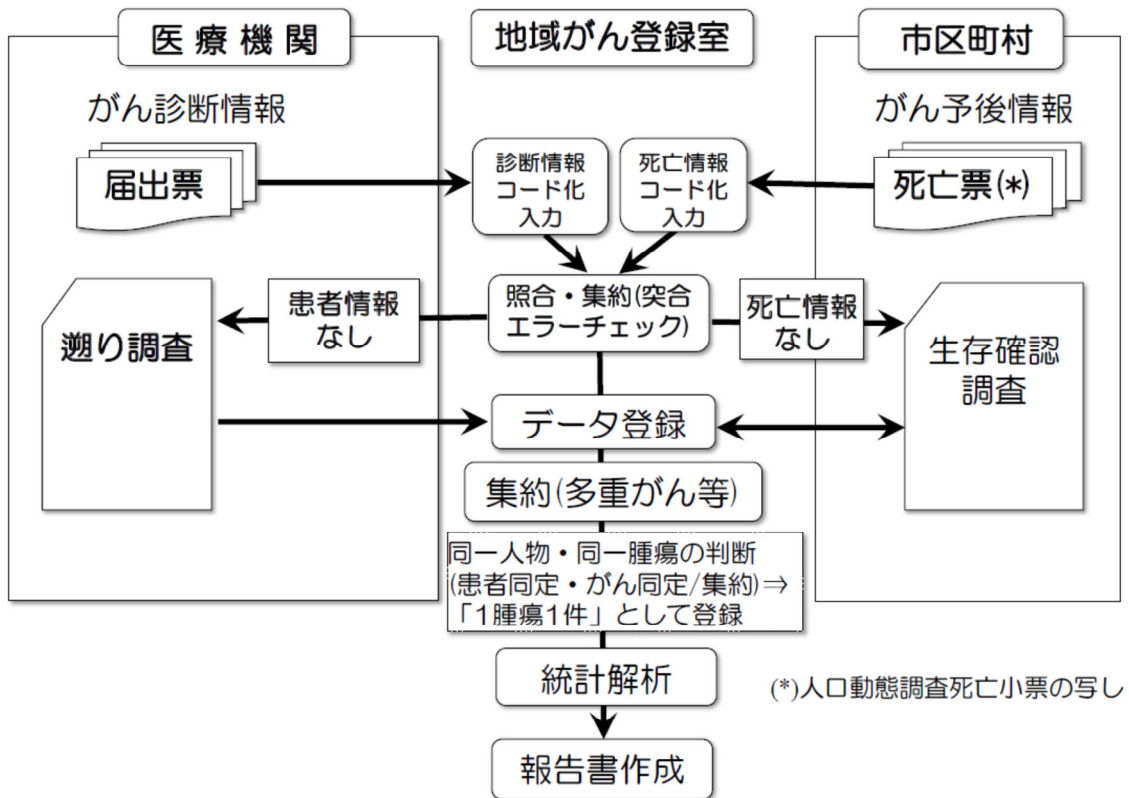 医療機関
地域がん登録室
市区町村
がん診断情報
がん予後情報
届出票
診断情報
コード化
入力
死亡情報
コード化
入力
死亡票(*)
患者情報
なし
照合・集約(突合
エラーチェック)
死亡情報
なし
遡り調査
生存確認
調査
データ登録
集約(多重がん等)
同一人物・同一腫瘍の判断
(患者同定・がん同定/集約)⇒
「1腫瘍1件」として登録
統計解析
(*)人口動態調査死亡小票の写し
報告書作成